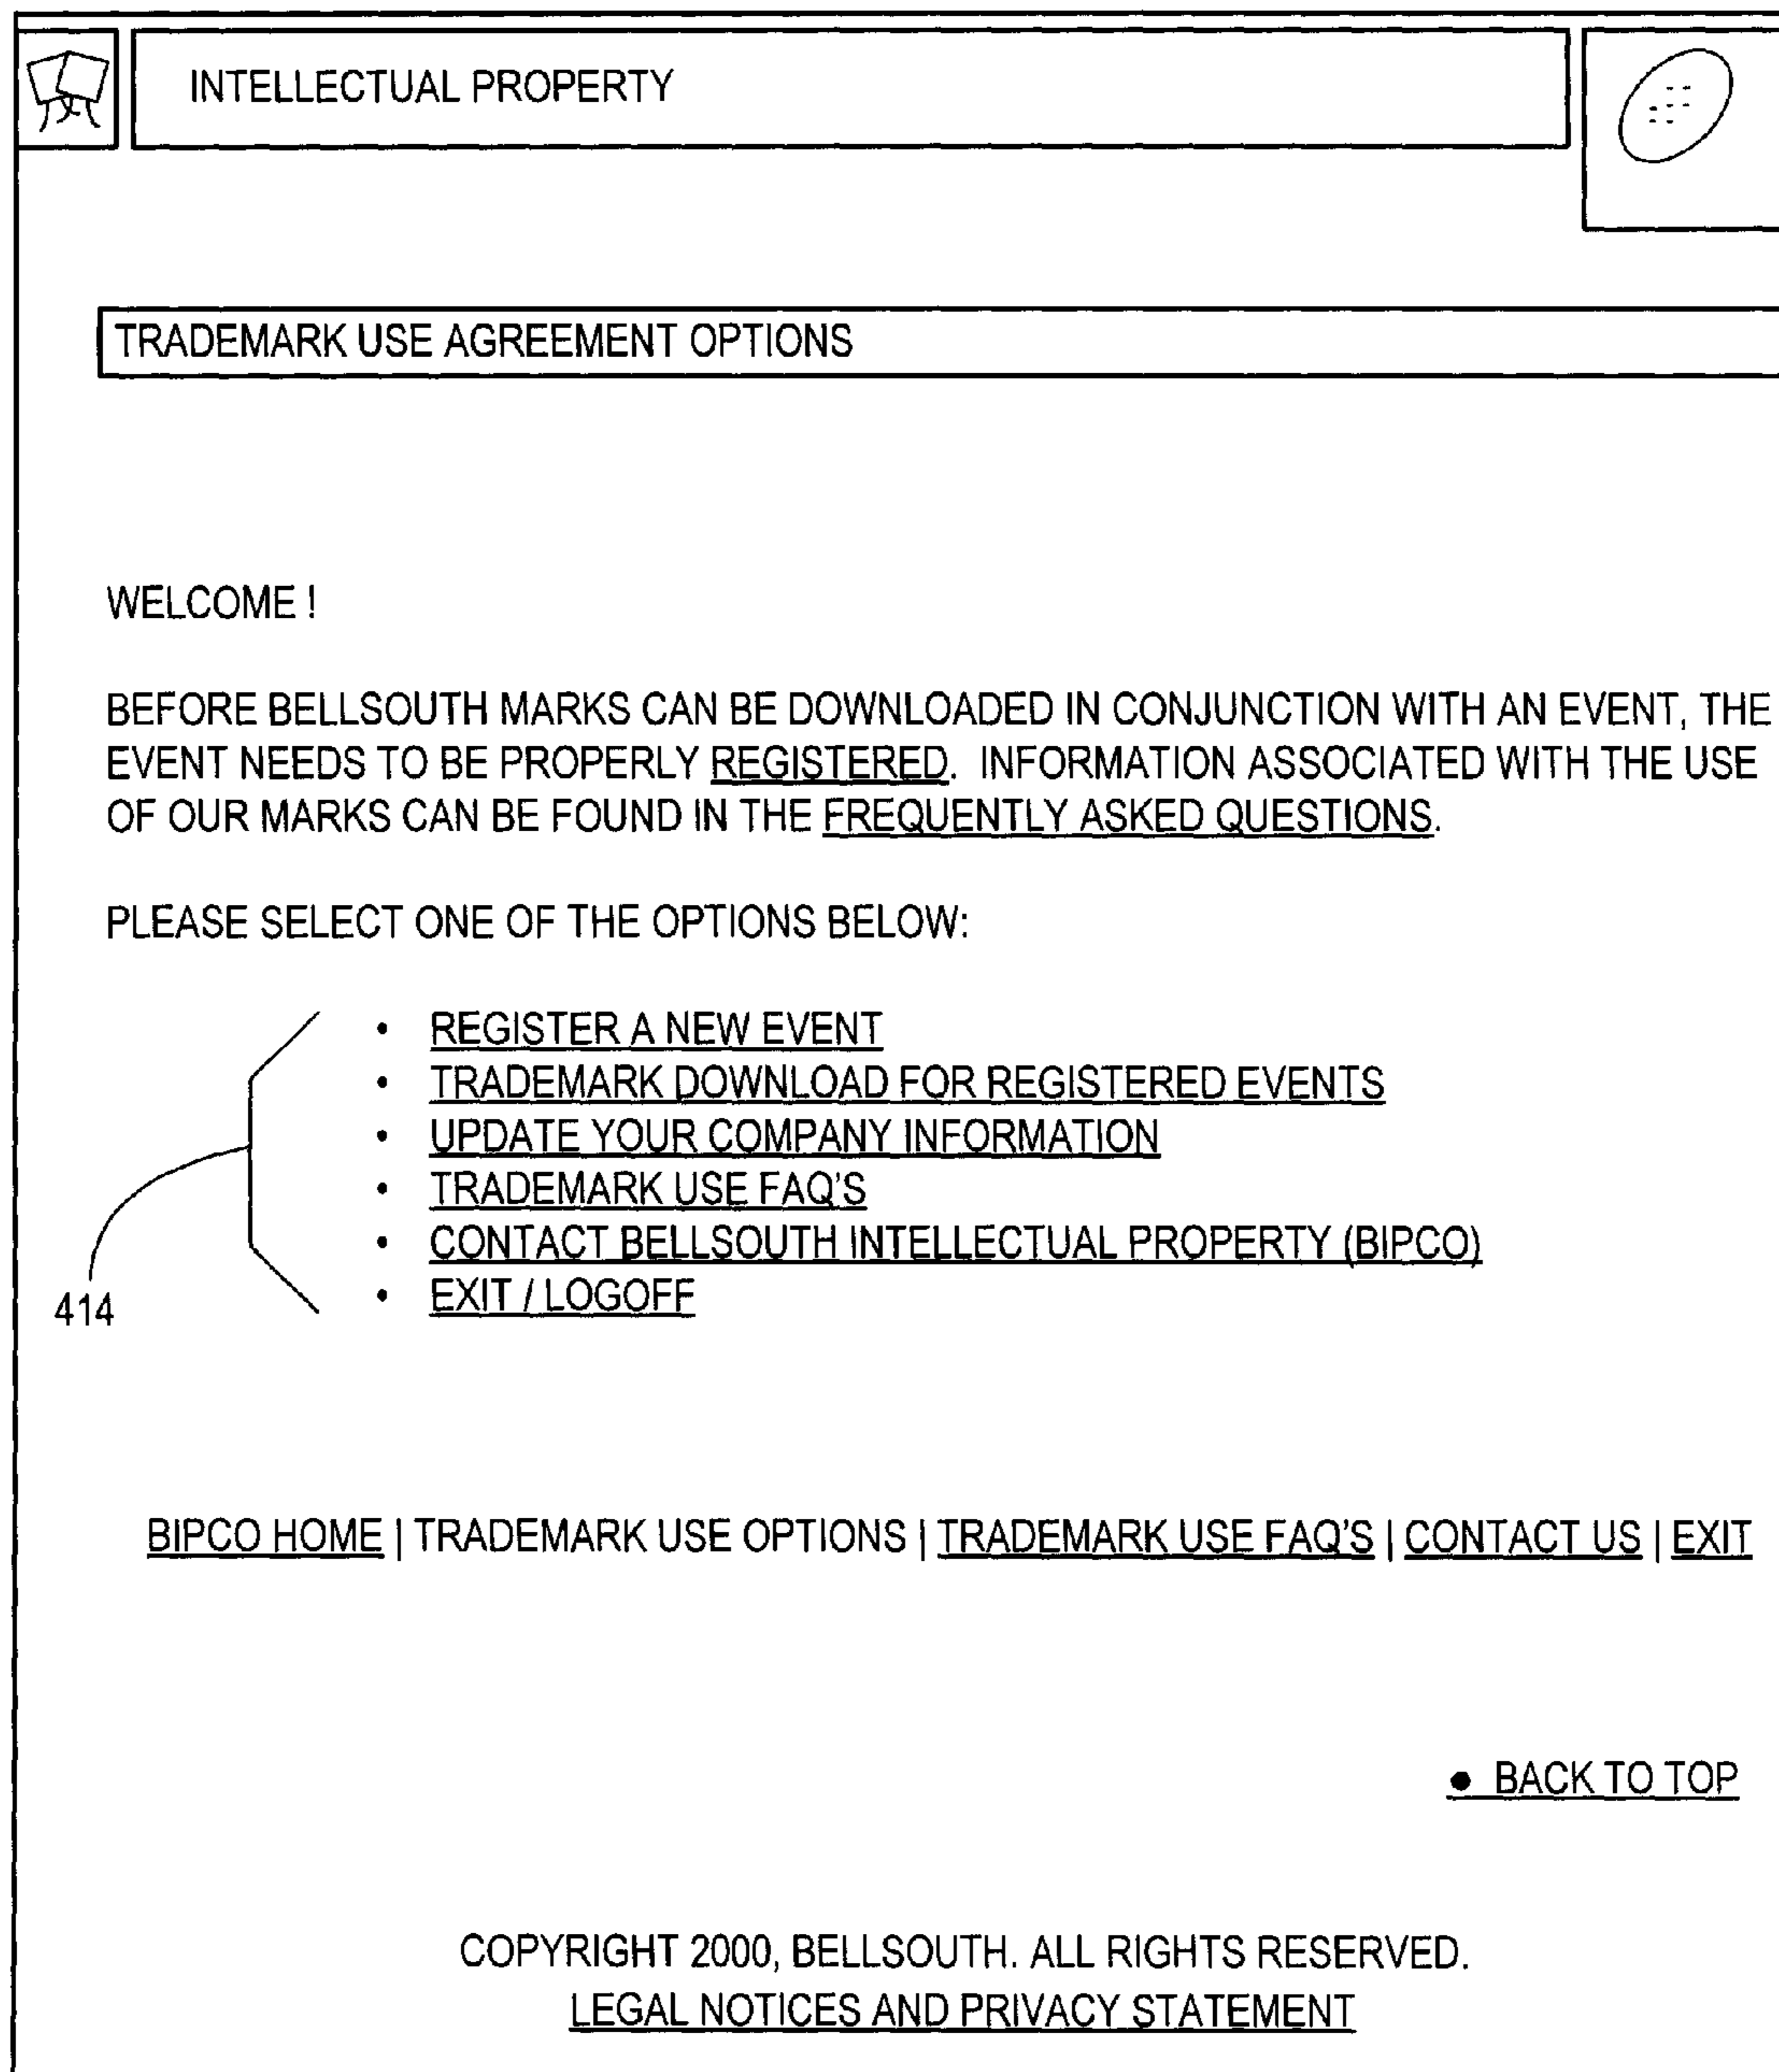 INTELLECTUAL PROPERTY
TRADEMARK USE AGREEMENT OPTIONS
WELCOME !
BEFORE BELLSOUTH MARKS CAN BE DOWNLOADED IN CONJUNCTION WITH AN EVENT, THE
EVENT NEEDS TO BE PROPERLY REGISTERED. INFORMATION ASSOCIATED WITH THE USE
OF OUR MARKS CAN BE FOUND IN THE FREQUENTLY ASKED QUESTIONS.
PLEASE SELECT ONE OF THE OPTIONS BELOW:
• REGISTER A NEW EVENT
• TRADEMARK DOWNLOAD FOR REGISTERED EVENTS
• UPDATE YOUR COMPANY INFORMATION
• TRADEMARK USE FAQ'S
• CONTACT BELLSOUTH INTELLECTUAL PROPERTY (BIPCO)
• EXIT / LOGOFF
414
BIPCO HOME | TRADEMARK USE OPTIONS | TRADEMARK USE FAQ'S | CONTACT US | EXIT
• BACK TO TOP
COPYRIGHT 2000, BELLSOUTH. ALL RIGHTS RESERVED.
LEGAL NOTICES AND PRIVACY STATEMENT